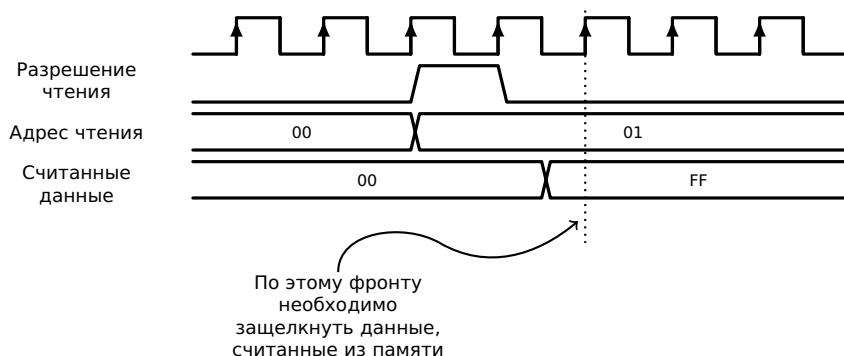 Разрешение
чтения
Адрес чтения
00
01
Считанные
данные
00
FF
По этому фронту
необходимо
защелкнуть данные,
считанные из памяти